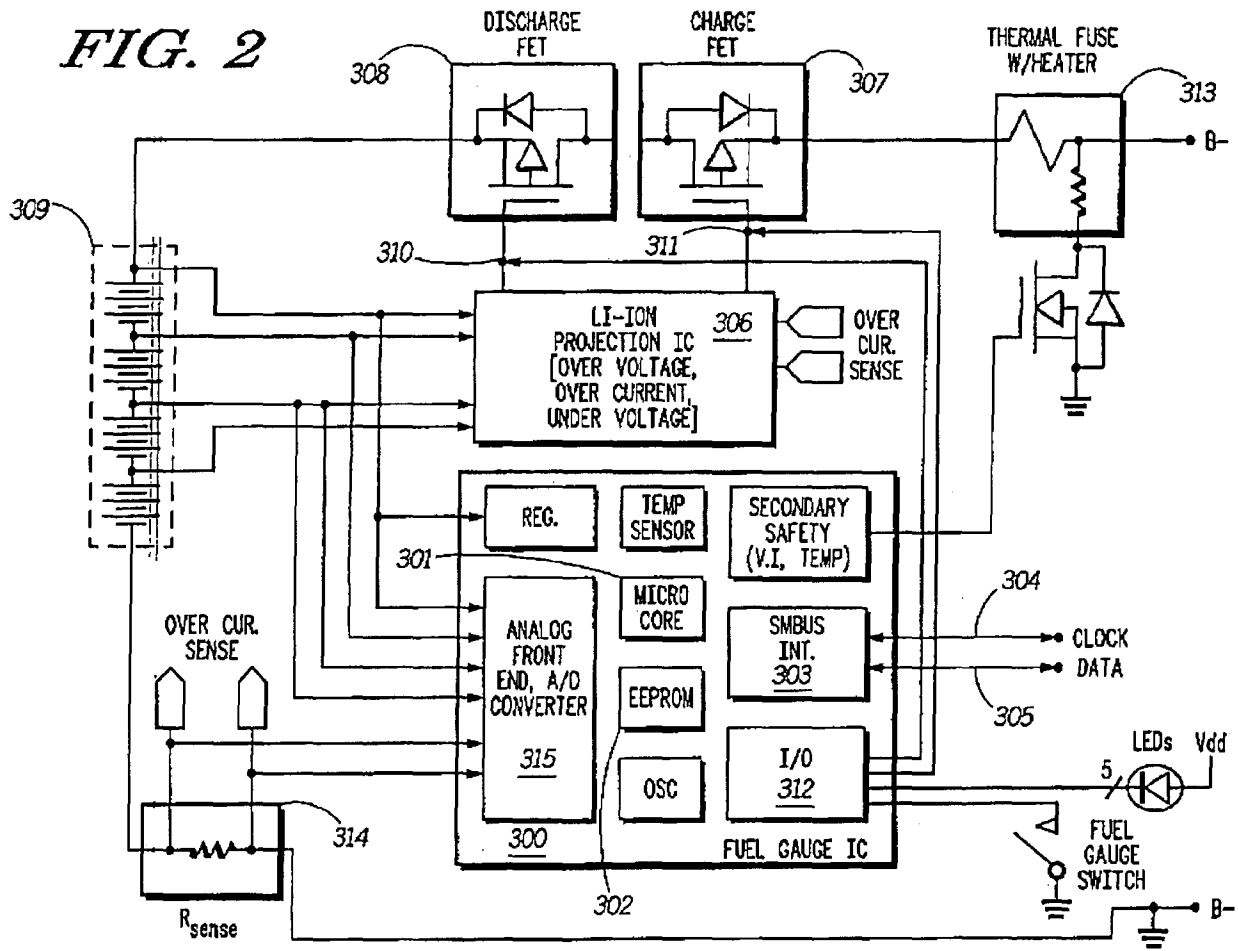 FIG. 2
DISCHARGE
FET
308
CHARGE
FET
307
THERMAL FUSE
W/HEATER
313
B-
309
310
311
LI-ION
PROJECTION IC
[OVER VOLTAGE,
OVER CURRENT,
UNDER VOLTAGE]
306
OVER
CUR.
SENSE
REG.
TEMP
SENSOR
SECONDARY
SAFETY
(V.I, TEMP)
301
MICRO
CORE
ANALOG
FRONT
END, A/D
CONVERTER
315
SMBUS
INT.
303
304
CLOCK
DATA
305
EEPROM
OVER CUR.
SENSE
I/O
312
OSC
300
FUEL GAUGE IC
302
LEDs
Vdd
5
FUEL
GAUGE
SWITCH
314
Rsense
B-